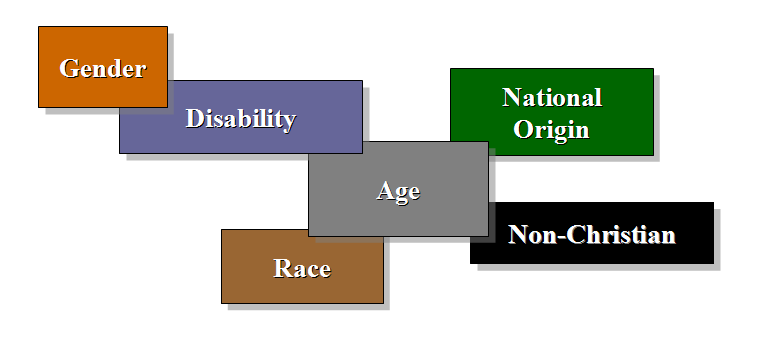 Gender
Disability
National
Origin
Age
Non-Christian
Race